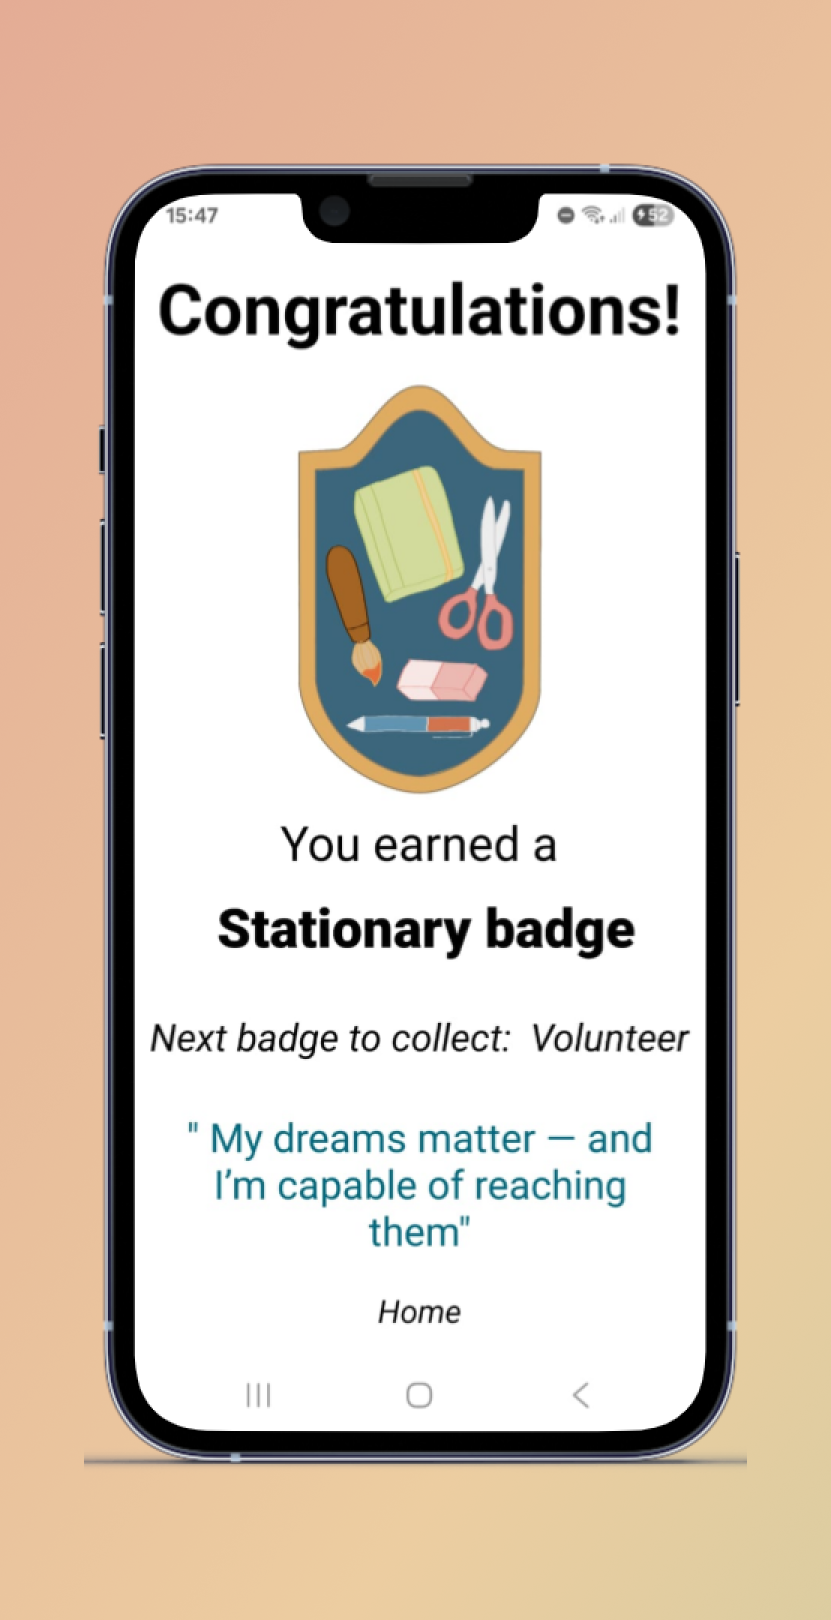 15:47
52
Congratulations!
You earned a
Stationary badge
Next badge to collect:  Volunteer
" My dreams matter — and
I’m capable of reaching
them"
Home